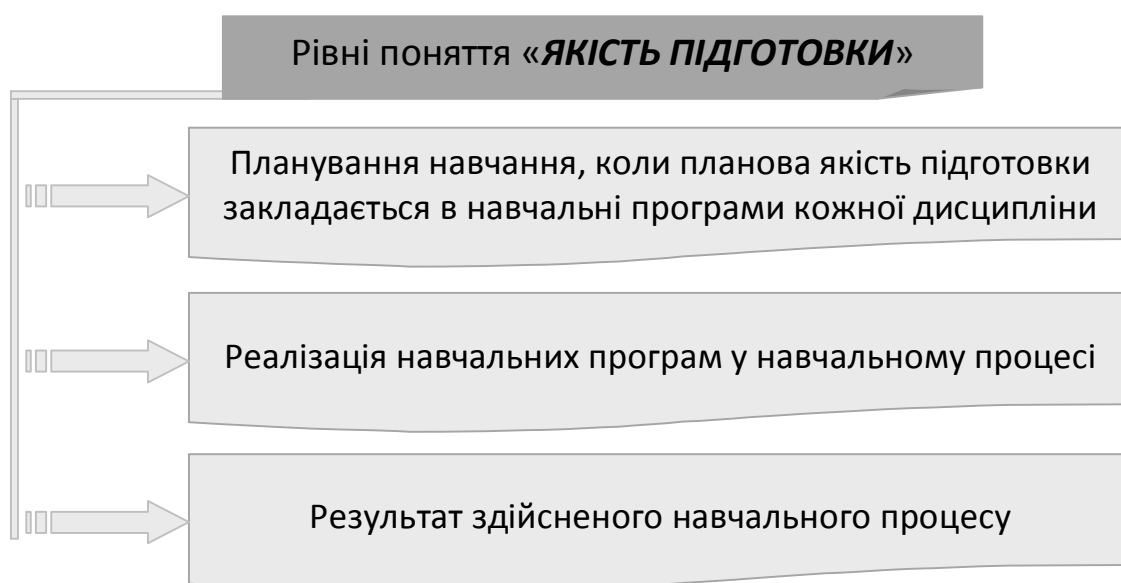 Рівні поняття «ЯКІСТЬ ПІДГОТОВКИ»
Планування навчання, коли планова якість підготовки
закладається в навчальні програми кожної дисципліни
Реалізація навчальних програм у навчальному процесі
Результат здійсненого навчального процесу